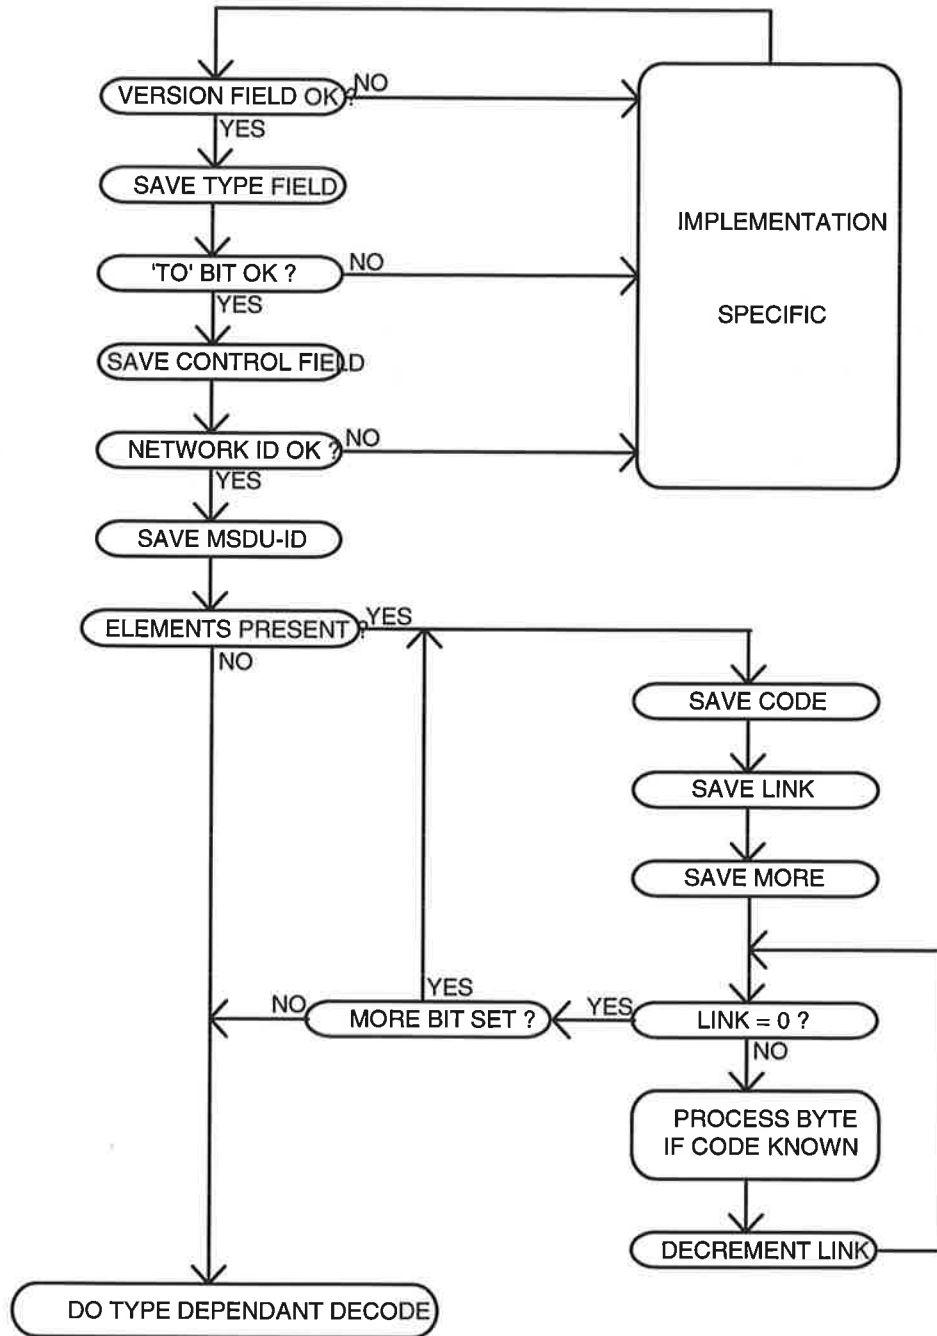 VERSION FIELD OK ?
NO
YES
SAVE TYPE FIELD
IMPLEMENTATION
SPECIFIC
'TO' BIT OK ?
NO
YES
SAVE CONTROL FIELD
NETWORK ID OK ?
NO
YES
SAVE MSDU-ID
ELEMENTS PRESENT ?
YES
NO
SAVE CODE
SAVE LINK
SAVE MORE
YES
NO
MORE BIT SET ?
YES
LINK = 0 ?
NO
PROCESS BYTE
IF CODE KNOWN
DECREMENT LINK
DO TYPE DEPENDANT DECODE